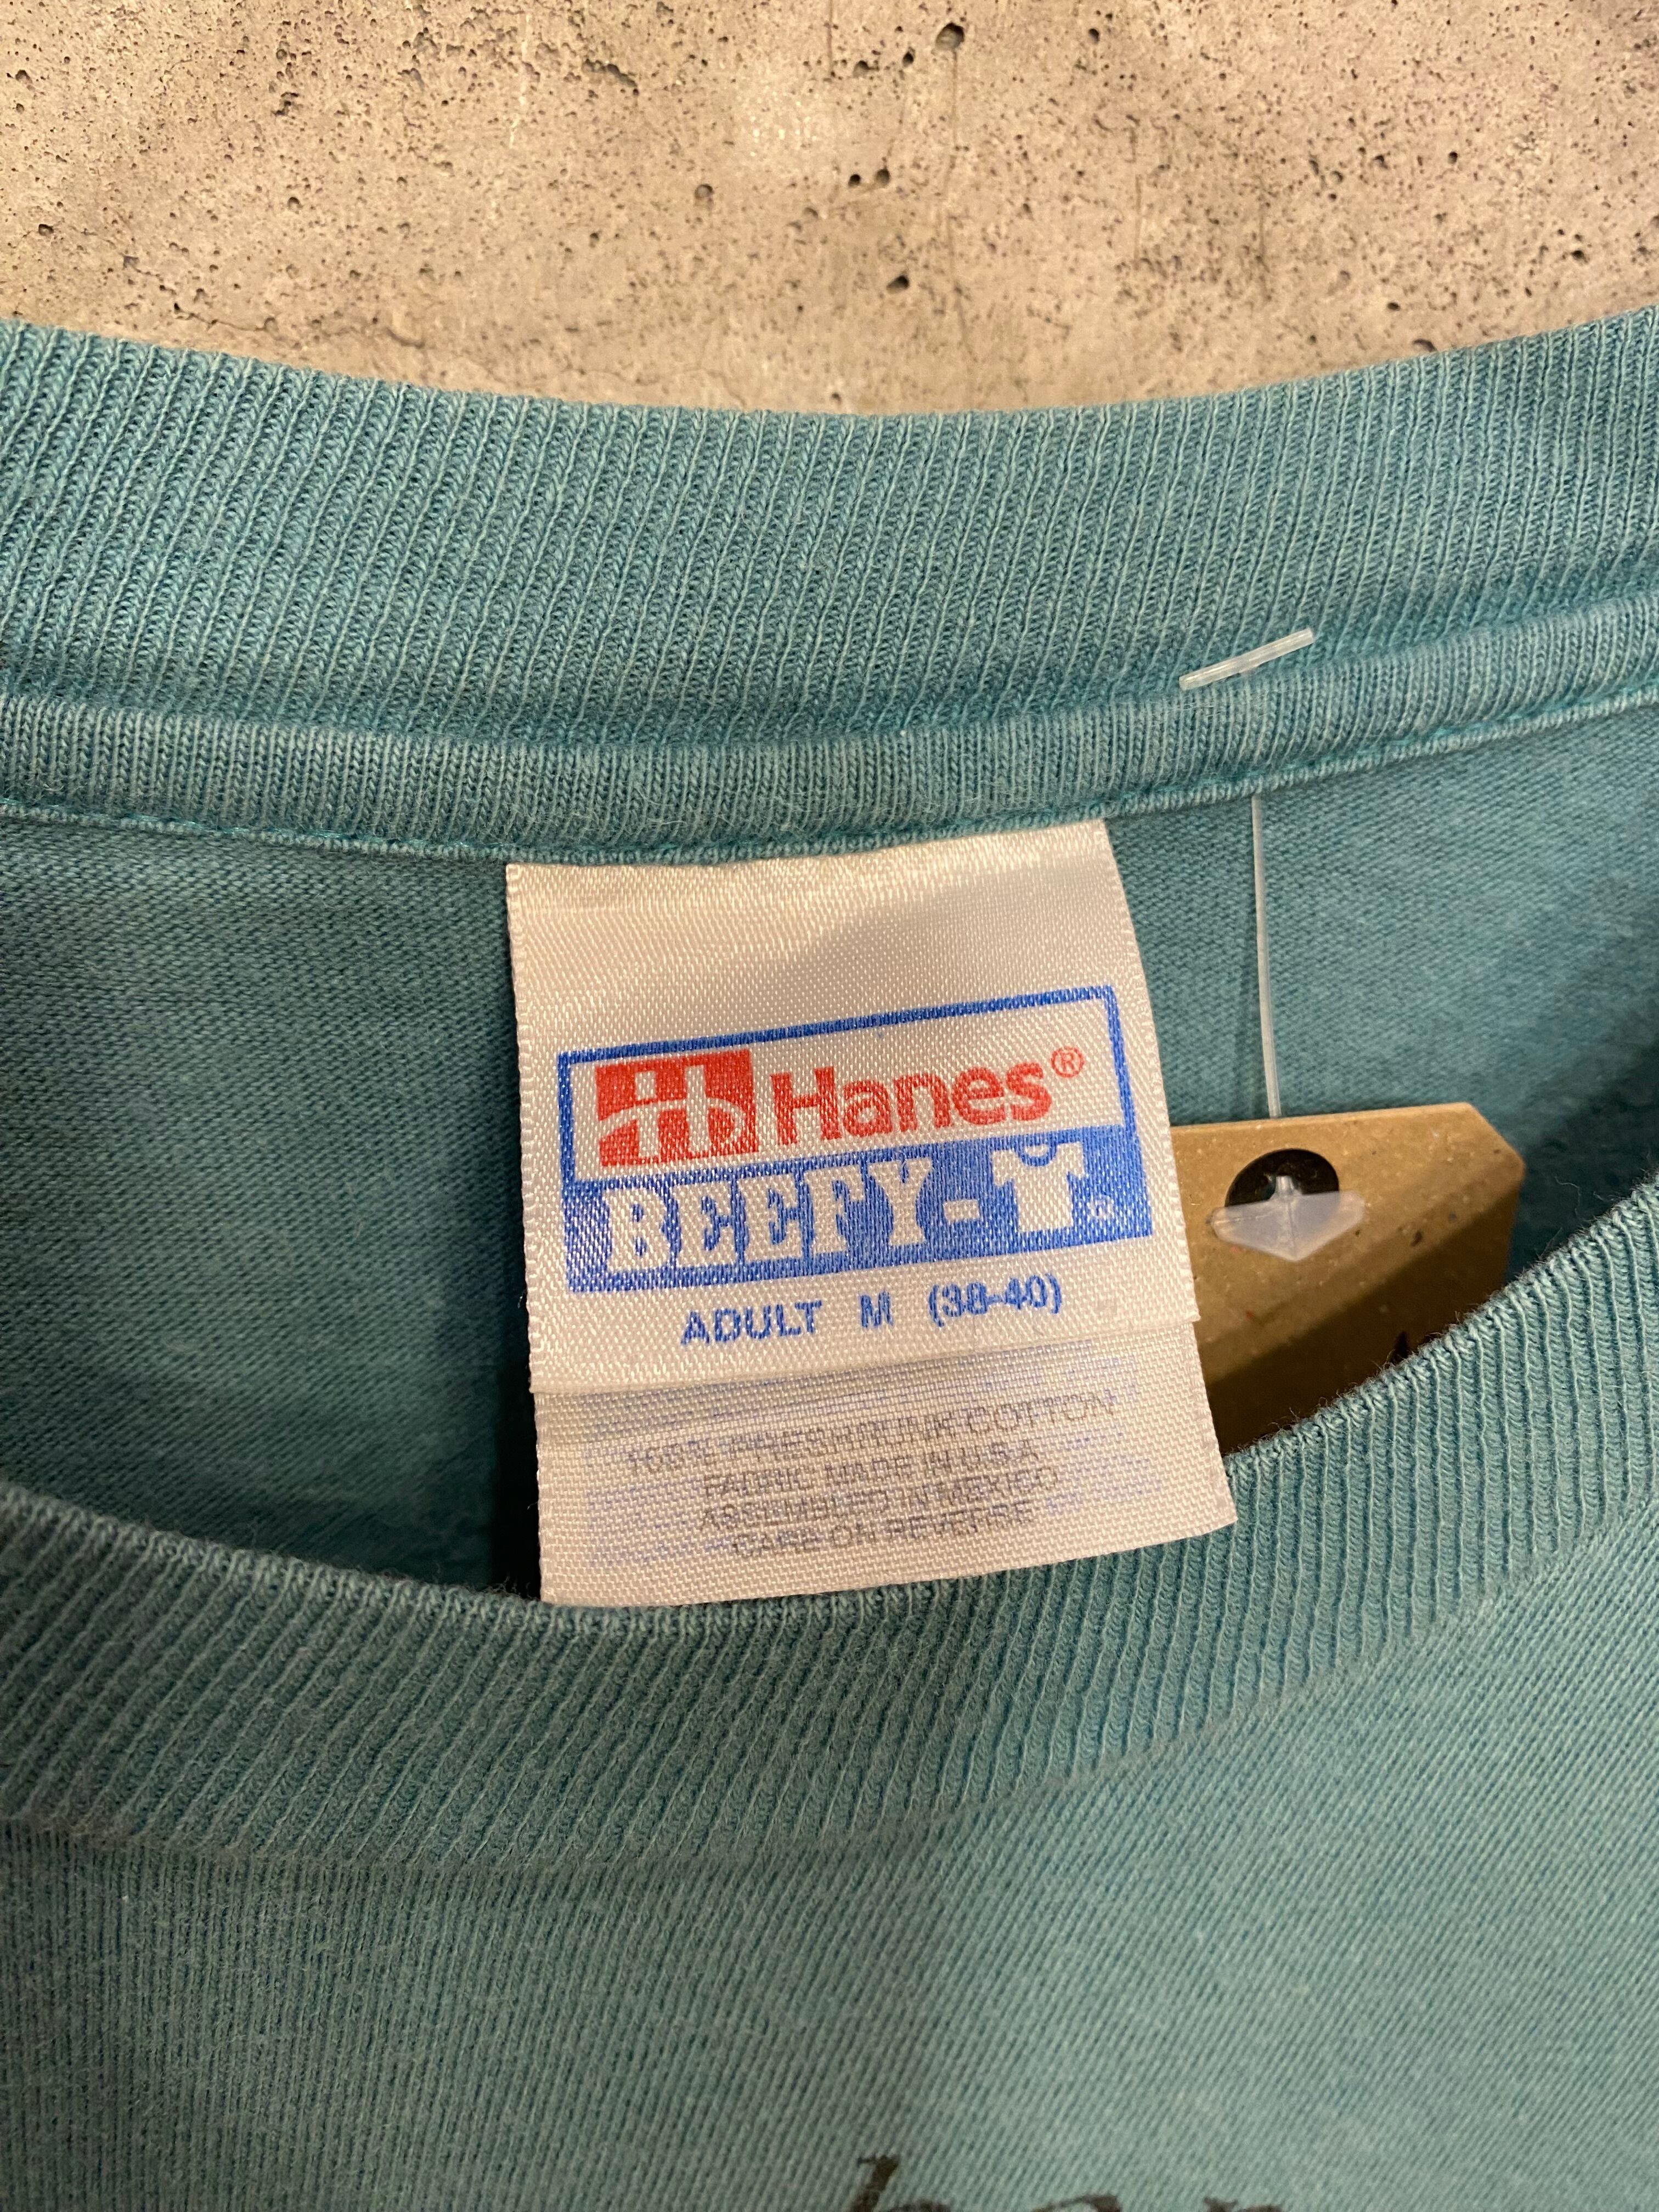 Hanes®
BEEFY-T®
ADULT M (38-40)
100% PRESHRUNK COTTON
FABRIC MADE IN U.S.A.
ASSEMBLED IN MEXICO
CARE ON REVERSE